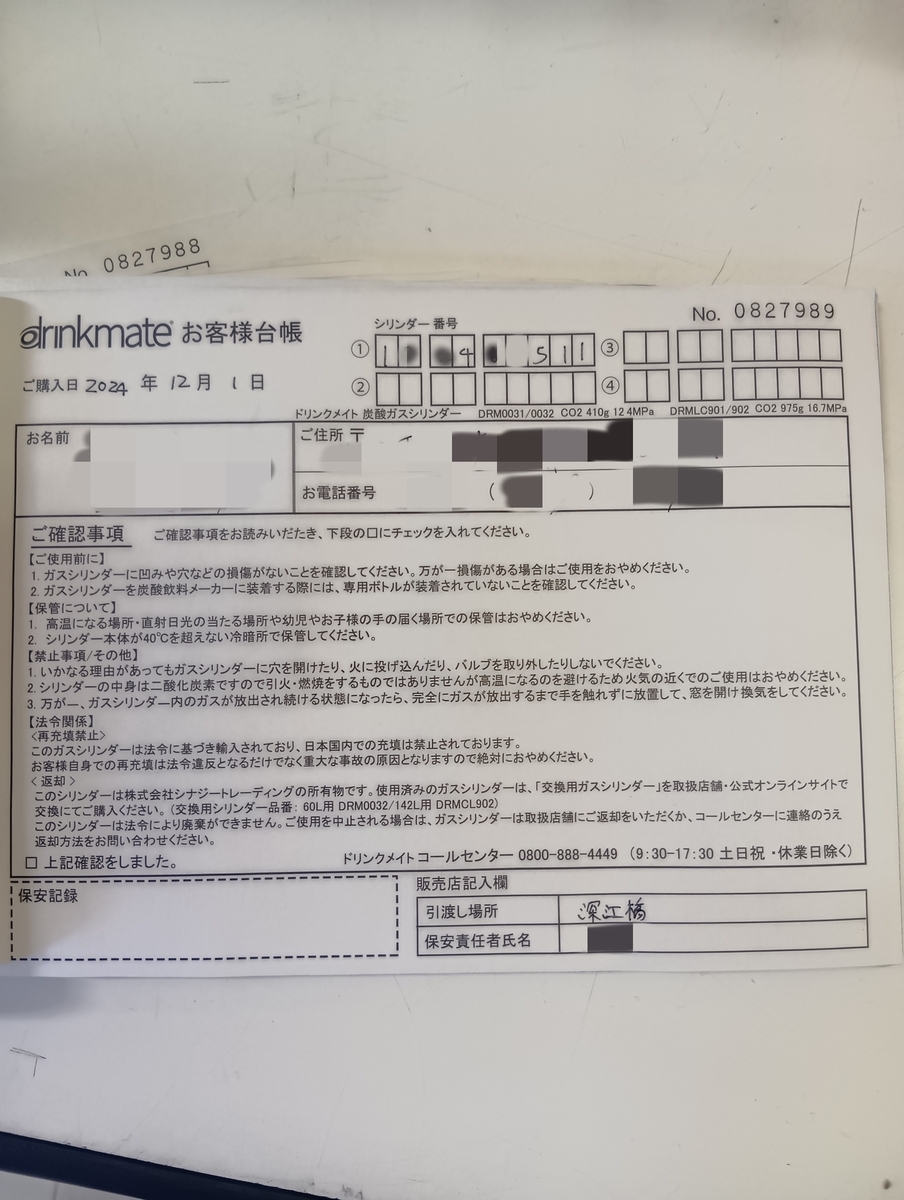 No. 0827988
drinkmate お客様台帳
No. 0827989
シリンダー 番号
① 1 4 511 ③
② ④
ご購入日 2024 年 12 月 1 日
ドリンクメイト 炭酸ガスシリンダー DRM0031/0032 CO2 410g 12.4MPa DRMLC901/902 CO2 975g 16.7MPa
お名前
ご住所 〒
お電話番号 ( )
ご確認事項 ご確認事項をお読みいだたき、下段の□にチェックを入れてください。
【ご使用前に】
1. ガスシリンダーに凹みや穴などの損傷がないことを確認してください。万が一損傷がある場合はご使用をおやめください。
2. ガスシリンダーを炭酸飲料メーカーに装着する際には、専用ボトルが装着されていないことを確認してください。
【保管について】
1. 高温になる場所・直射日光の当たる場所や幼児やお子様の手の届く場所での保管はおやめください。
2. シリンダー本体が40℃を超えない冷暗所で保管してください。
【禁止事項/その他】
1. いかなる理由があってもガスシリンダーに穴を開けたり、火に投げ込んだり、バルブを取り外したりしないでください。
2. シリンダーの中身は二酸化炭素ですので引火・燃焼をするものではありませんが高温になるのを避けるため火気の近くでのご使用はおやめください。
3. 万が一、ガスシリンダー内のガスが放出され続ける状態になったら、完全にガスが放出するまで手を触れずに放置して、窓を開け換気をしてください。
【法令関係】
<再充填禁止>
このガスシリンダーは法令に基づき輸入されており、日本国内での充填は禁止されております。
お客様自身での再充填は法令違反となるだけでなく重大な事故の原因となりますので絶対におやめください。
<返却>
このシリンダーは株式会社シナジートレーディングの所有物です。使用済みのガスシリンダーは、「交換用ガスシリンダー」を取扱店舗・公式オンラインサイトで
交換にてご購入ください。(交換用シリンダー品番: 60L用 DRM0032/142L用 DRMCL902)
このシリンダーは法令により廃棄ができません。ご使用を中止される場合は、ガスシリンダーは取扱店舗にご返却をいただくか、コールセンターに連絡のうえ
返却方法をお問い合わせください。
□ 上記確認をしました。
ドリンクメイト コールセンター 0800-888-4449 (9:30-17:30 土日祝・休業日除く)
保安記録
販売店記入欄
引渡し場所 深江橋
保安責任者氏名